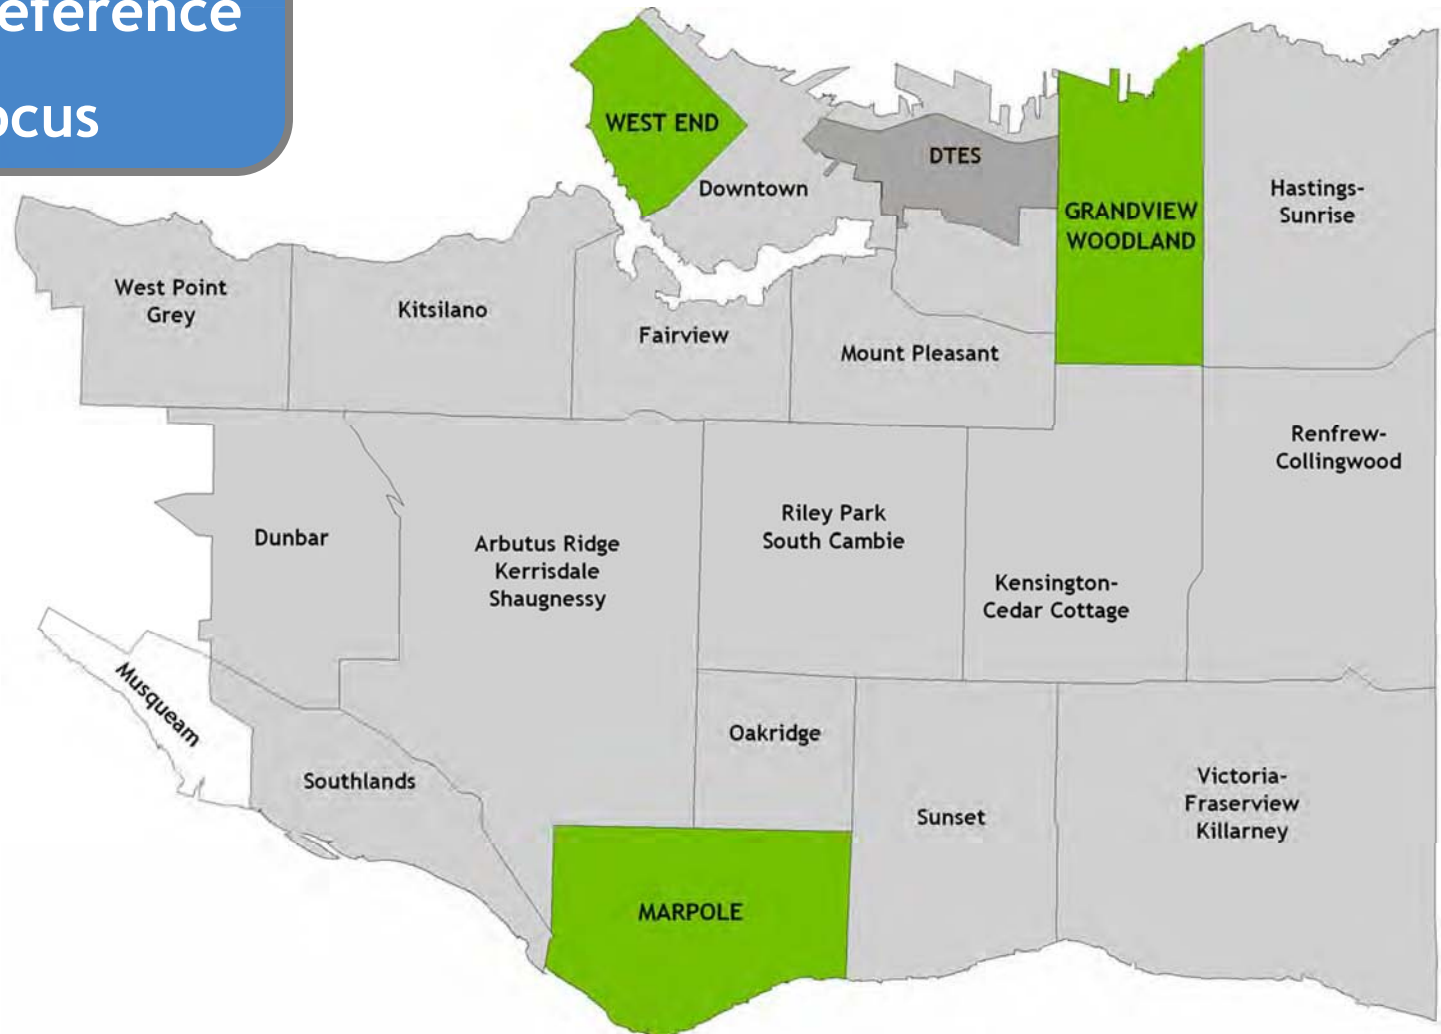 eference
ocus
WEST END
DTES
Downtown
Hastings-
Sunrise
GRANDVIEW
WOODLAND
West Point
Grey
Kitsilano
Fairview
Mount Pleasant
Renfrew-
Collingwood
Dunbar
Arbutus Ridge
Kerrisdale
Shaugnessy
Riley Park
South Cambie
Kensington-
Cedar Cottage
Musqueam
Southlands
Oakridge
Sunset
Victoria-
Fraserview
Killarney
MARPOLE